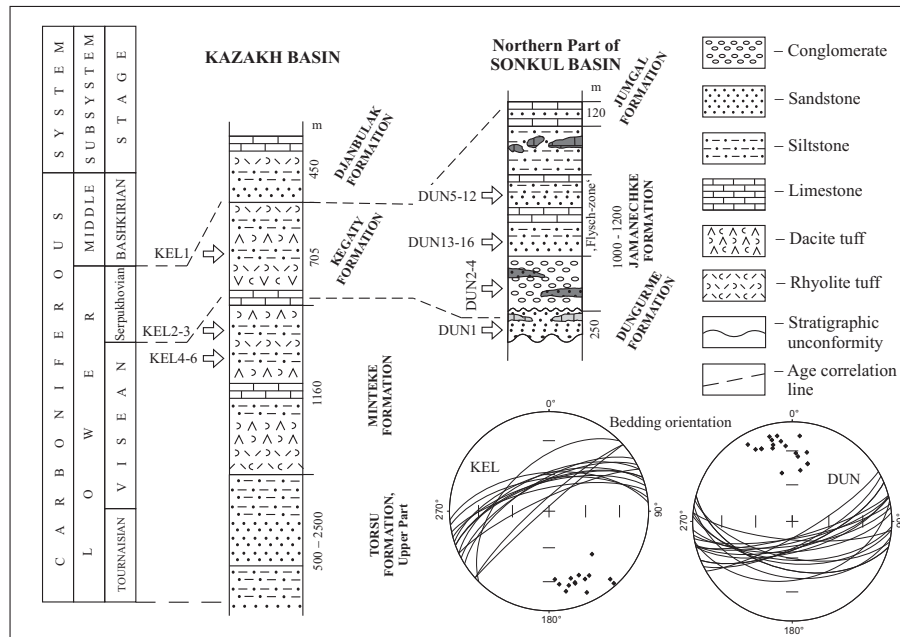 SYSTEM
SUBSYSTEM
STAGE
CARBONIFEROUS
LOWER
MIDDLE
BASHKIRIAN
Serpukhovian
VISEAN
TOURNAISIAN
KAZAKH BASIN
m
450
705
1160
500 – 2500
DJANBULAK
FORMATION
KEGATY
FORMATION
MINTEKE
FORMATION
TORSU
FORMATION,
Upper Part
KEL1
KEL2-3
KEL4-6
Northern Part of
SONKUL BASIN
m
120
‚Flysch-zone‘
1000 -1200
250
JUMGAL
FORMATION
JAMANECHKE
FORMATION
DUNGURME
FORMATION
DUN5-12
DUN13-16
DUN2-4
DUN1
– Conglomerate
– Sandstone
– Siltstone
– Limestone
– Dacite tuff
– Rhyolite tuff
– Stratigraphic
unconformity
– Age correlation
line
Bedding orientation
0°
KEL
270°
90°
180°
0°
DUN
270°
90°
180°